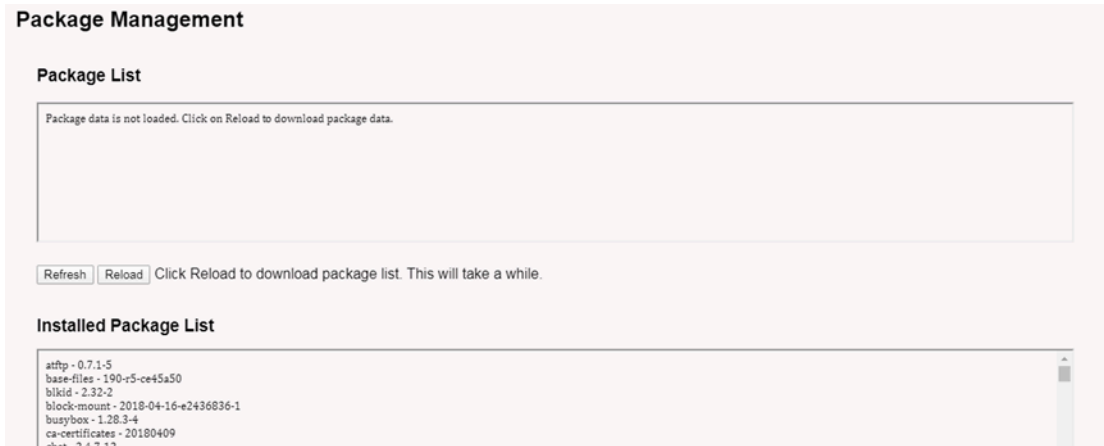 Package Management
Package List
Package data is not loaded. Click on Reload to download package data.
Refresh Reload Click Reload to download package list. This will take a while.
Installed Package List
atftp - 0.7.1-5
base-files - 190-r5-ce45a50
blkid - 2.32-2
block-mount - 2018-04-16-e2436836-1
busybox - 1.28.3-4
ca-certificates - 20180409